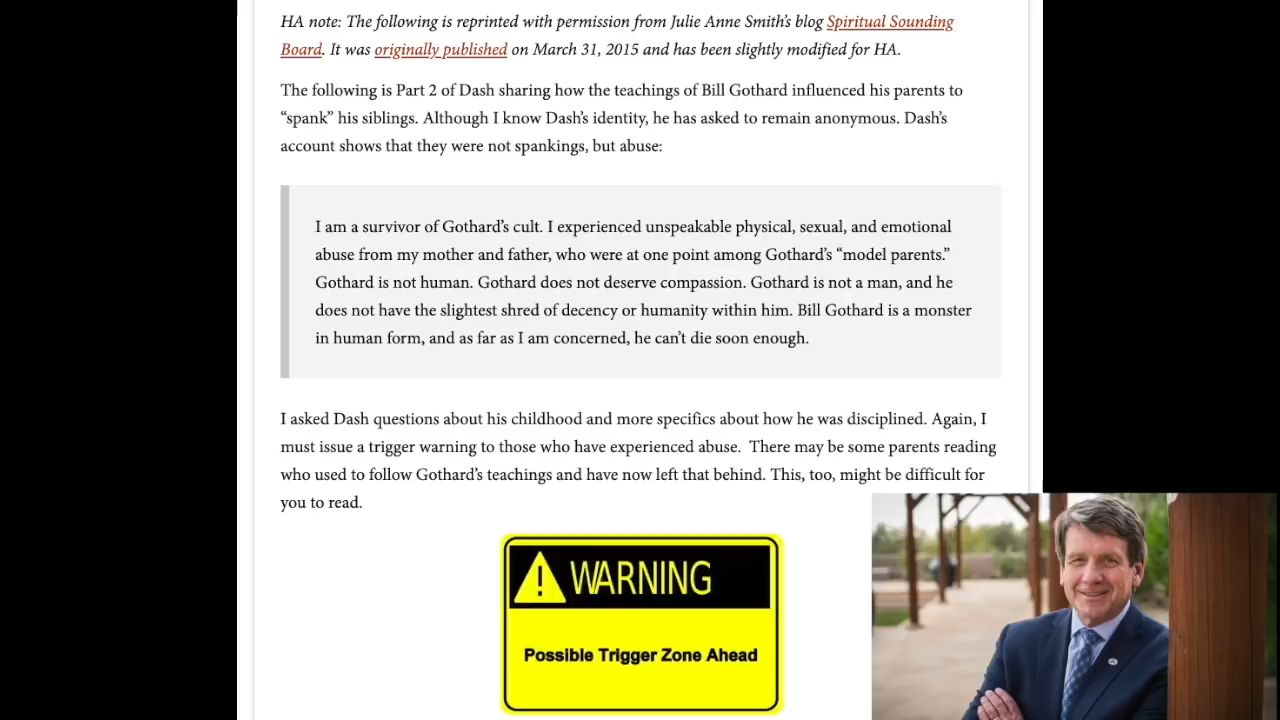 HA note: The following is reprinted with permission from Julie Anne Smith’s blog Spiritual Sounding
Board. It was originally published on March 31, 2015 and has been slightly modified for HA.
The following is Part 2 of Dash sharing how the teachings of Bill Gothard influenced his parents to
“spank” his siblings. Although I know Dash’s identity, he has asked to remain anonymous. Dash’s
account shows that they were not spankings, but abuse:
I am a survivor of Gothard’s cult. I experienced unspeakable physical, sexual, and emotional
abuse from my mother and father, who were at one point among Gothard’s “model parents.”
Gothard is not human. Gothard does not deserve compassion. Gothard is not a man, and he
does not have the slightest shred of decency or humanity within him. Bill Gothard is a monster
in human form, and as far as I am concerned, he can’t die soon enough.
I asked Dash questions about his childhood and more specifics about how he was disciplined. Again, I
must issue a trigger warning to those who have experienced abuse.  There may be some parents reading
who used to follow Gothard’s teachings and have now left that behind. This, too, might be difficult for
you to read.
WARNING
Possible Trigger Zone Ahead